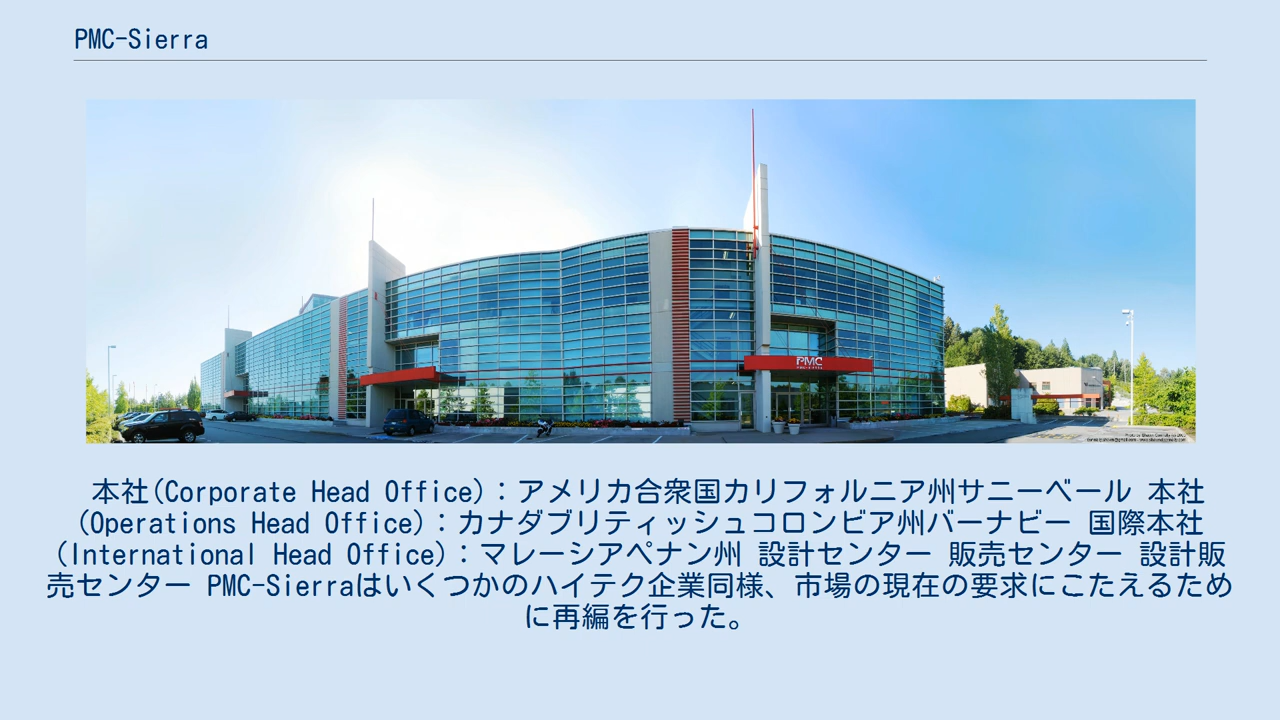 PMC-Sierra
PMC
本社(Corporate Head Office)：アメリカ合衆国カリフォルニア州サニーベール 本社
(Operations Head Office)：カナダブリティッシュコロンビア州バーナビー 国際本社
(International Head Office)：マレーシアペナン州 設計センター 販売センター 設計販
売センター PMC-Sierraはいくつかのハイテク企業同様、市場の現在の要求にこたえるため
に再編を行った。